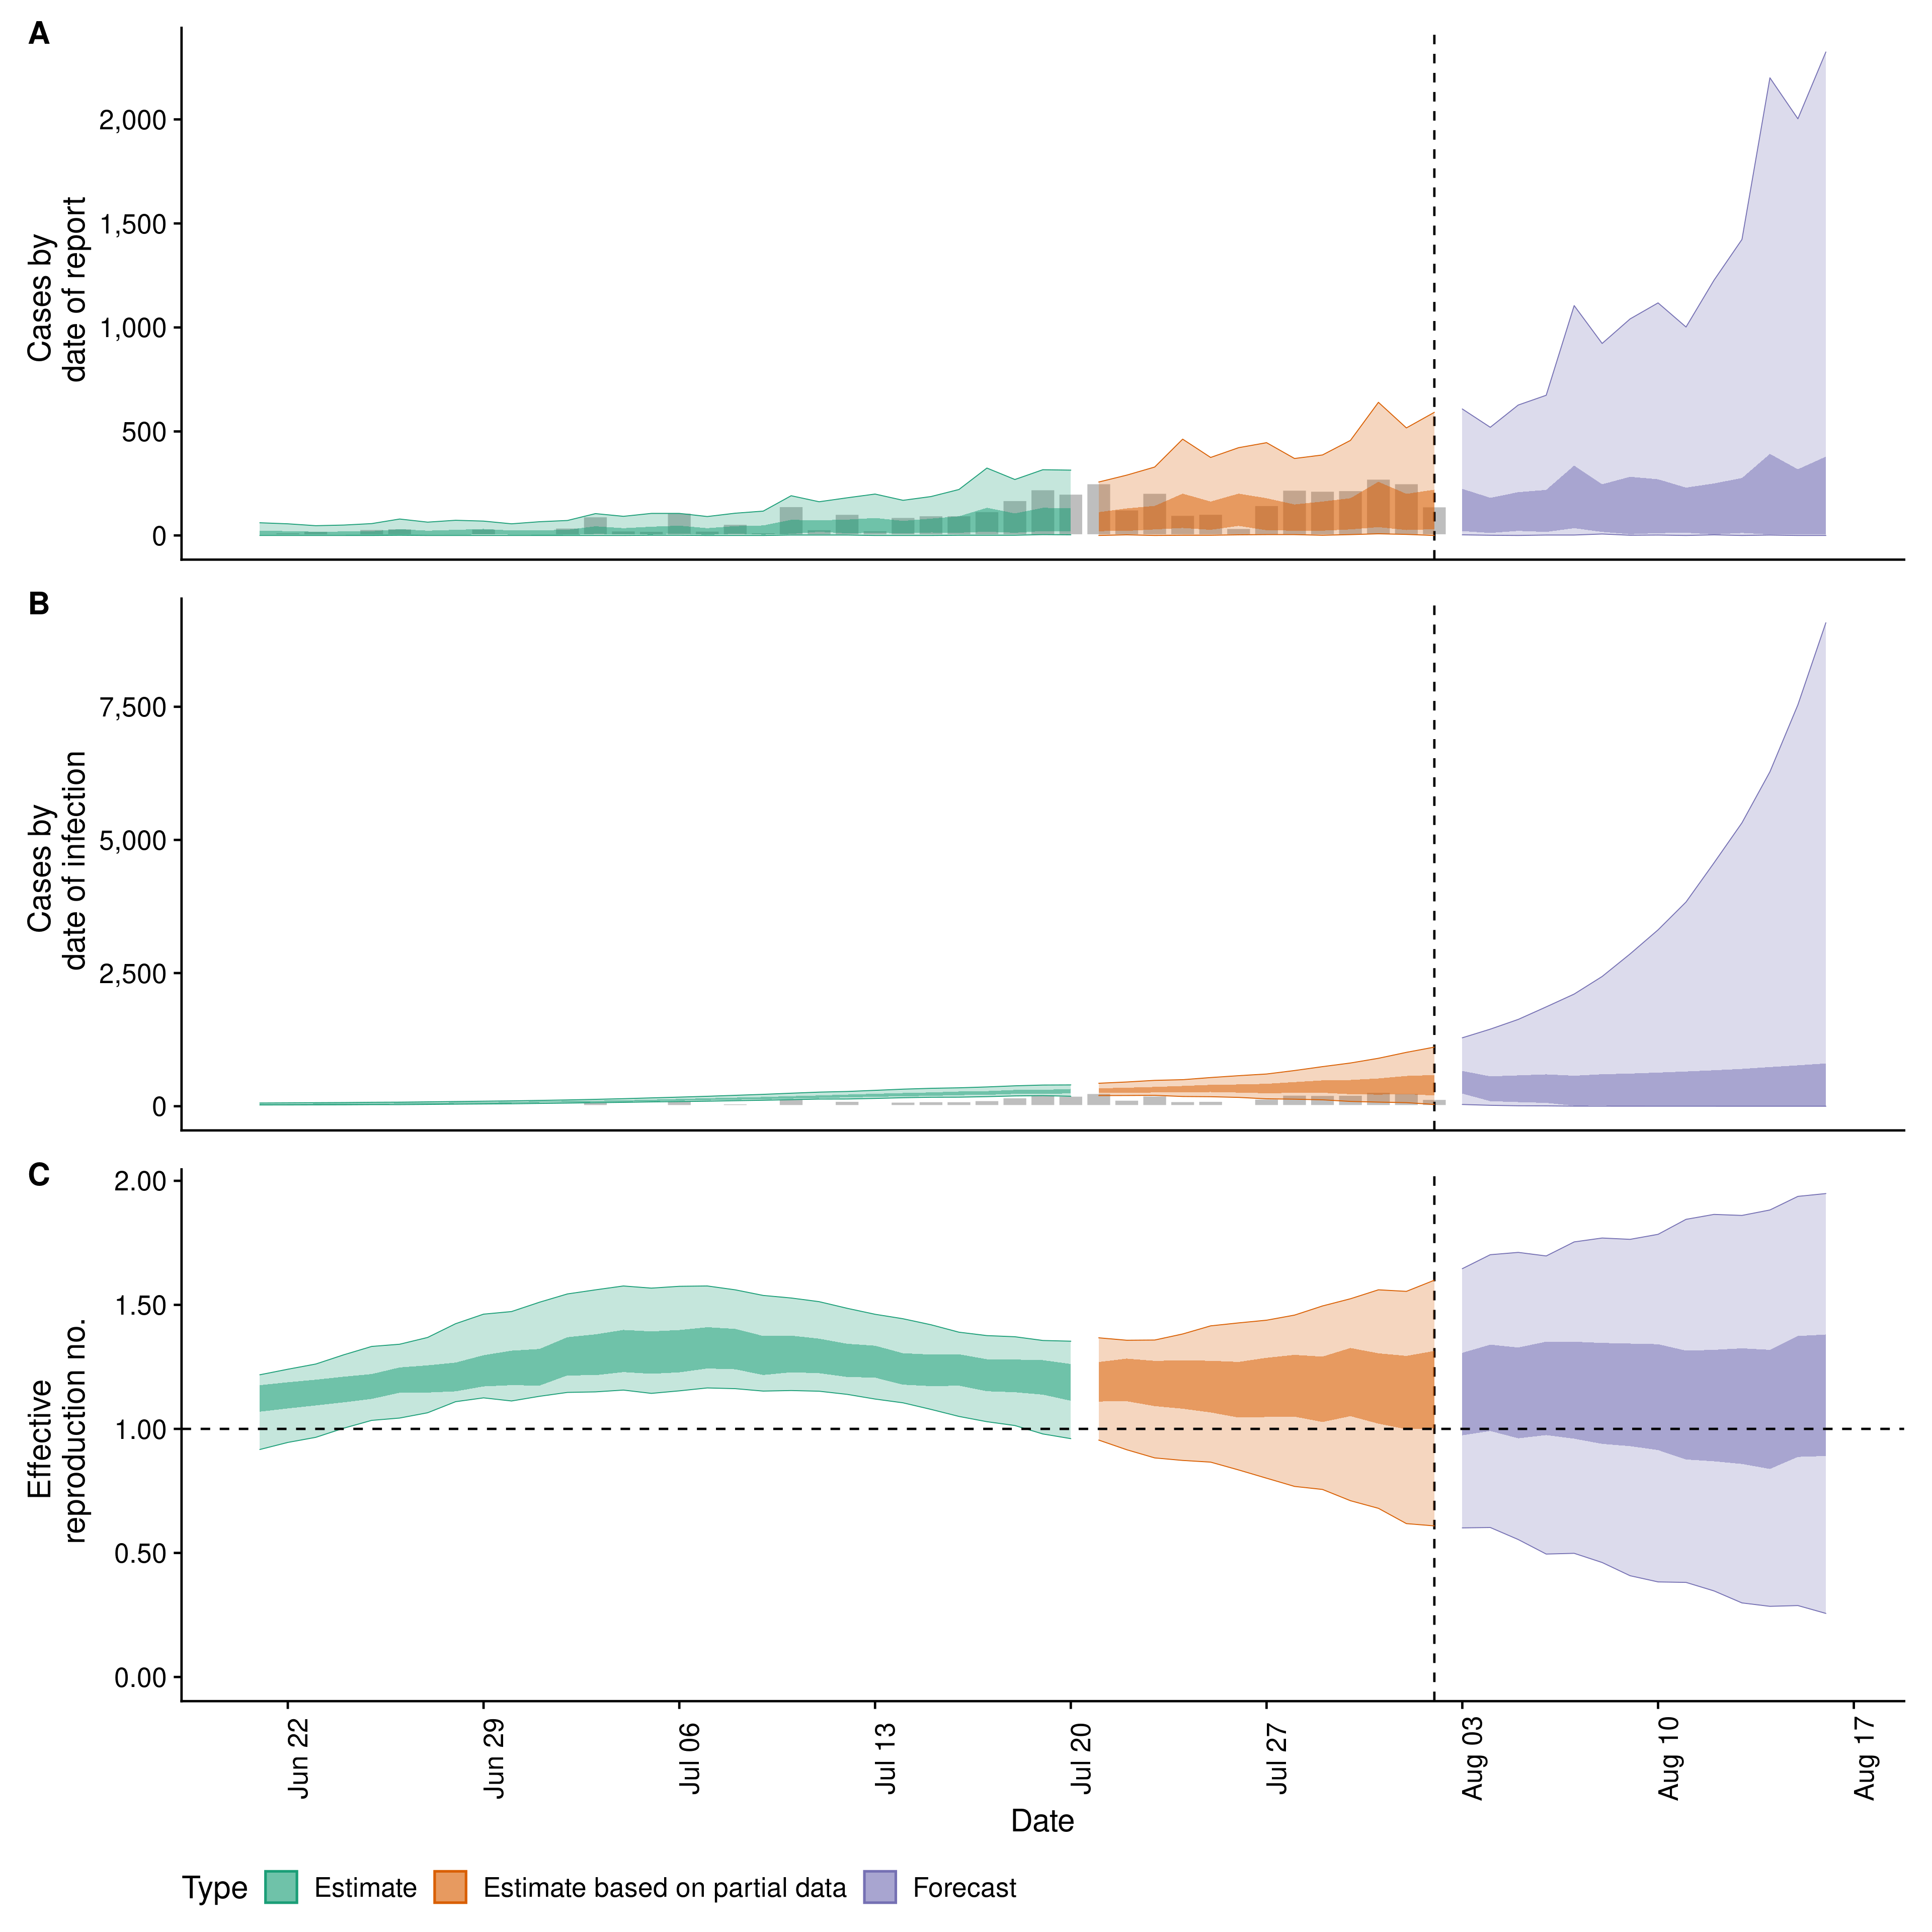 A
Cases by
date of report
2,000
1,500
1,000
500
0
B
Cases by
date of infection
7,500
5,000
2,500
0
C
Effective
reproduction no.
2.00
1.50
1.00
0.50
0.00
Jun 22
Jun 29
Jul 06
Jul 13
Jul 20
Jul 27
Aug 03
Aug 10
Aug 17
Date
Type Estimate Estimate based on partial data Forecast